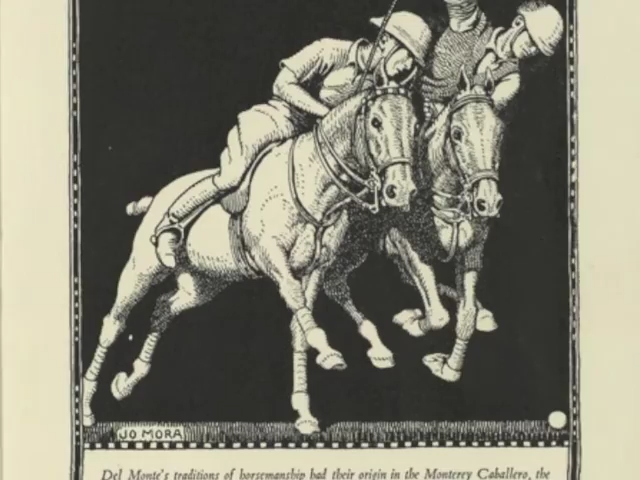 JO MORA
Del Monte's traditions of horsemanship had their origin in the Monterey Caballero, the